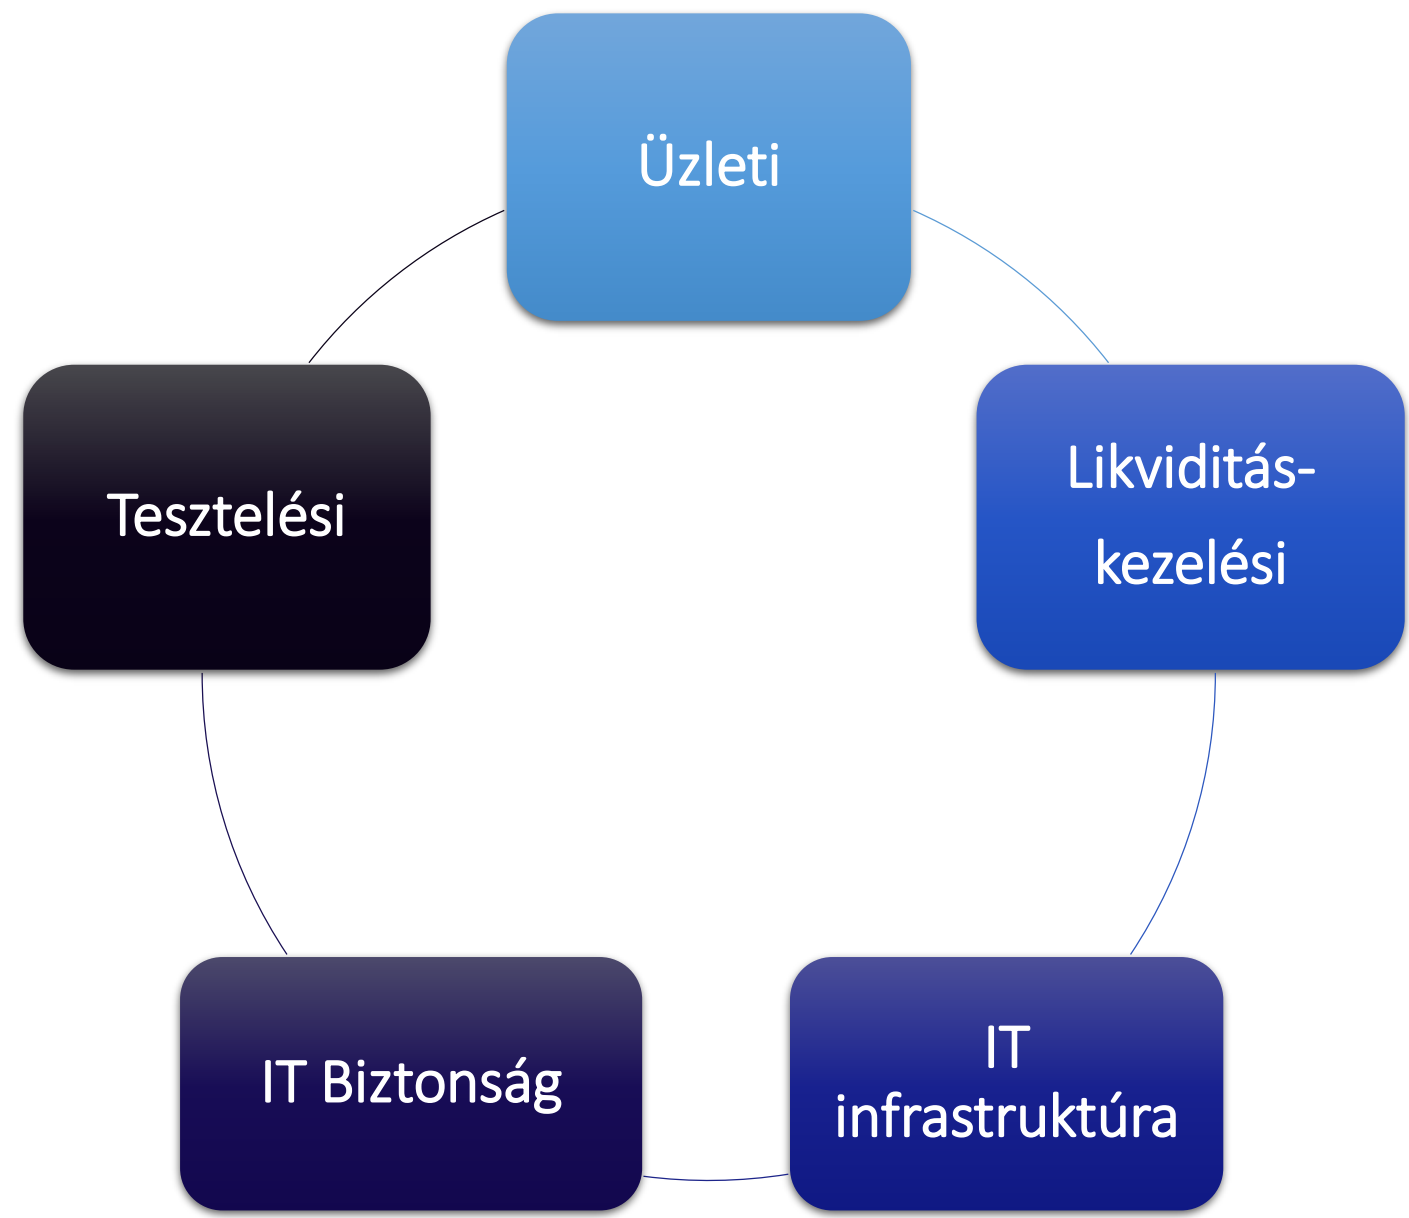 Üzleti
Likviditás-
kezelési
IT
infrastruktúra
IT Biztonság
Tesztelési